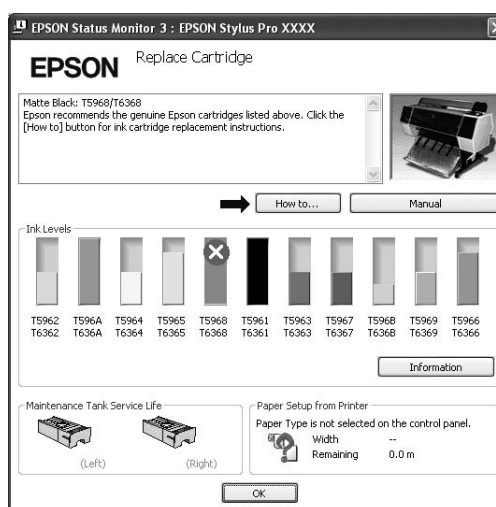 EPSON Status Monitor 3 : EPSON Stylus Pro XXXX
EPSON
Replace Cartridge
Matte Black: T5968/T6368
Epson recommends the genuine Epson cartridges listed above. Click the
[How to] button for ink cartridge replacement instructions.
How to...
Manual
Ink Levels
T5962 T596A T5964 T5965 T5968 T5961 T5963 T5967 T596B T5969 T5966
T6362 T636A T6364 T6365 T6368 T6361 T6363 T6367 T636B T6369 T6366
Information
Maintenance Tank Service Life
(Left)
(Right)
Paper Setup from Printer
Paper Type is not selected on the control panel.
Width --
Remaining 0.0 m
OK